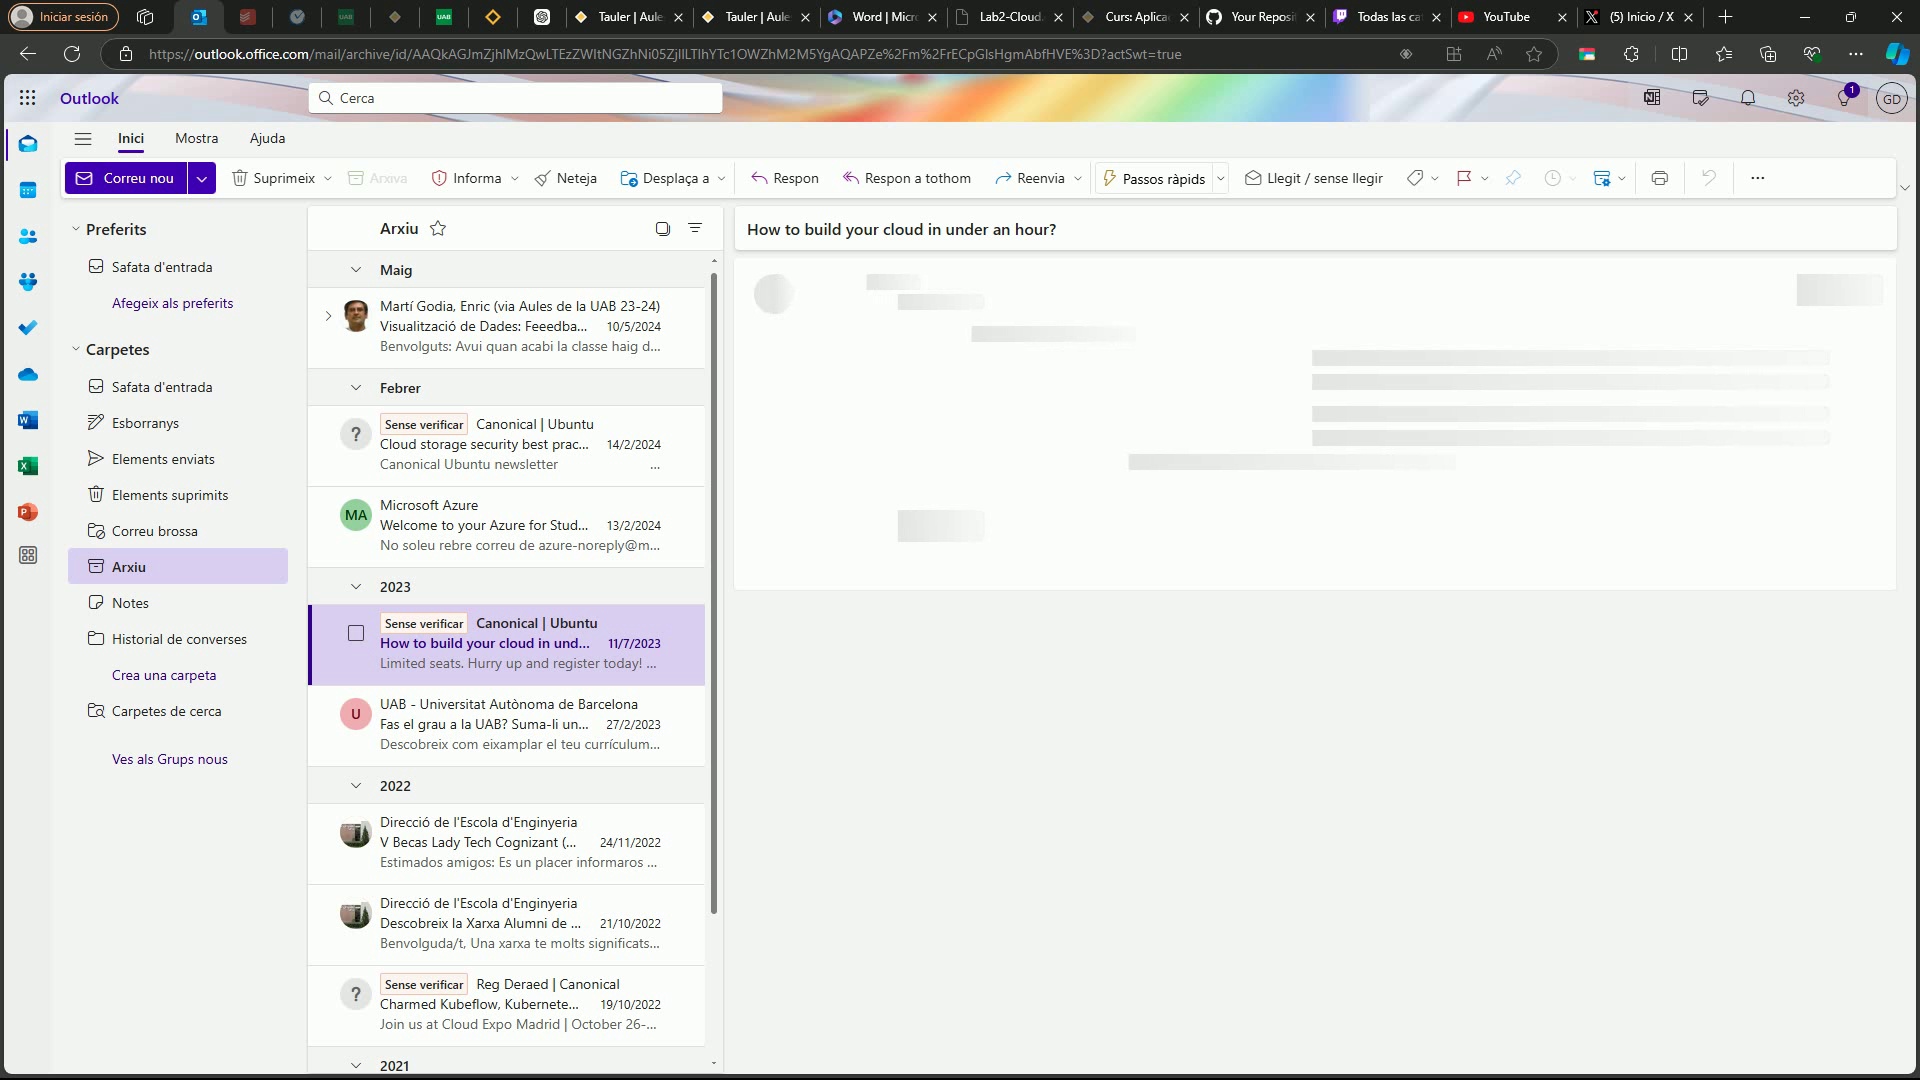 Iniciar sesión
Tauler | Aule
Tauler | Aule
Word | Micr
Lab2-Cloud.
Curs: Aplica
Your Reposit
Todas las ca
YouTube
(5) Inicio / X
https://outlook.office.com/mail/archive/id/AAQkAGJmZjhlMzQwLTEzZWItNGZhNi05ZjllLTlhYTc1OWZhM2M5YgAQAPZe%2Fm%2FrECpGlsHgmAbfHVE%3D?actSwt=true
Outlook
Cerca
1
GD
Inici
Mostra
Ajuda
Correu nou
Suprimeix
Arxiva
Informa
Neteja
Desplaça a
Respon
Respon a tothom
Reenvia
Passos ràpids
Llegit / sense llegir
Preferits
Safata d'entrada
Afegeix als preferits
Carpetes
Safata d'entrada
Esborranys
Elements enviats
Elements suprimits
Correu brossa
Arxiu
Notes
Historial de converses
Crea una carpeta
Carpetes de cerca
Ves als Grups nous
Arxiu
Maig
Martí Godia, Enric (via Aules de la UAB 23-24)
Visualització de Dades: Feeedba... 10/5/2024
Benvolguts: Avui quan acabi la classe haig d...
Febrer
? Sense verificar Canonical | Ubuntu
Cloud storage security best prac... 14/2/2024
Canonical Ubuntu newsletter ...
MA Microsoft Azure
Welcome to your Azure for Stud... 13/2/2024
No soleu rebre correu de azure-noreply@m...
2023
Sense verificar Canonical | Ubuntu
How to build your cloud in und... 11/7/2023
Limited seats. Hurry up and register today! ...
U UAB - Universitat Autònoma de Barcelona
Fas el grau a la UAB? Suma-li un... 27/2/2023
Descobreix com eixamplar el teu currículum...
2022
Direcció de l'Escola d'Enginyeria
V Becas Lady Tech Cognizant (... 24/11/2022
Estimados amigos: Es un placer informaros ...
Direcció de l'Escola d'Enginyeria
Descobreix la Xarxa Alumni de ... 21/10/2022
Benvolguda/t, Una xarxa te molts significats...
? Sense verificar Reg Deraed | Canonical
Charmed Kubeflow, Kubernete... 19/10/2022
Join us at Cloud Expo Madrid | October 26-...
2021
How to build your cloud in under an hour?